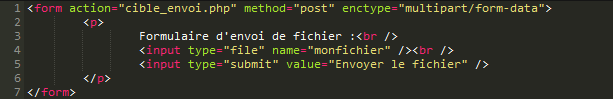 1 <form action="cible_envoi.php" method="post" enctype="multipart/form-data">
2 <p>
3 Formulaire d'envoi de fichier :<br />
4 <input type="file" name="monfichier" /><br />
5 <input type="submit" value="Envoyer le fichier" />
6 </p>
7 </form>